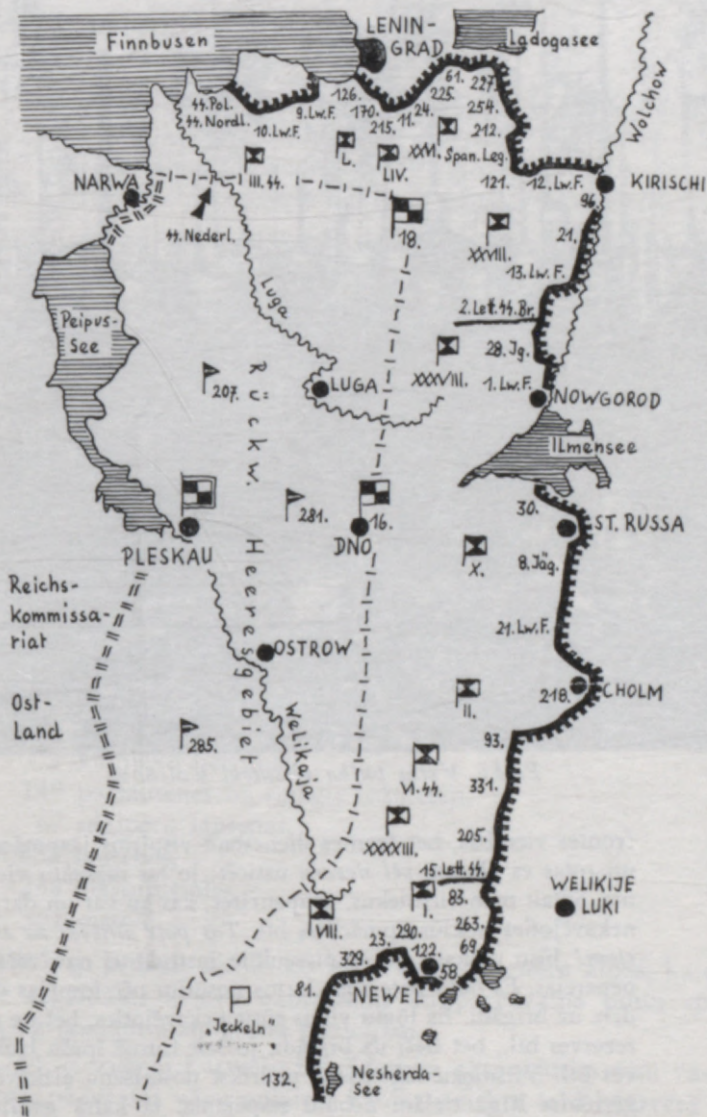 Finnbusen
LENIN-
GRAD
Ladogasee
Wolchow
44.Pol.
44.Nordl.
10.Lw.F.
9.Lw.F.
126.
170.
215.
11.
24.
225.
61.
227.
254.
212.
L.
LIV.
XXVI.
Span.Leg.
121.
12.Lw.F.
KIRISCHI
96.
21.
13.Lw.F.
NARWA
III.44.
44.Nederl.
18.
XXVIII.
2.Lett.44.Br.
28.Jg.
1.Lw.F.
NOWGOROD
Luga
Peipus-
See
207.
LUGA
XXXVIII.
Ilmensee
Rückw. Heeresgebiet
281.
16.
DNO
PLESKAU
30.
ST. RUSSA
X.
8.Jäg.
21.Lw.F.
Reichs-
kommissa-
riat
Ost-
land
OSTROW
Welikaja
285.
II.
218.
CHOLM
93.
331.
VI.44.
205.
XXXXIII.
15.Lett.44.
I.
83.
WELIKIJE
LUKI
263.
69.
VIII.
329.
23.
290.
122.
58
NEWEL
81.
"Jeckeln"
132.
Nescherda-
See